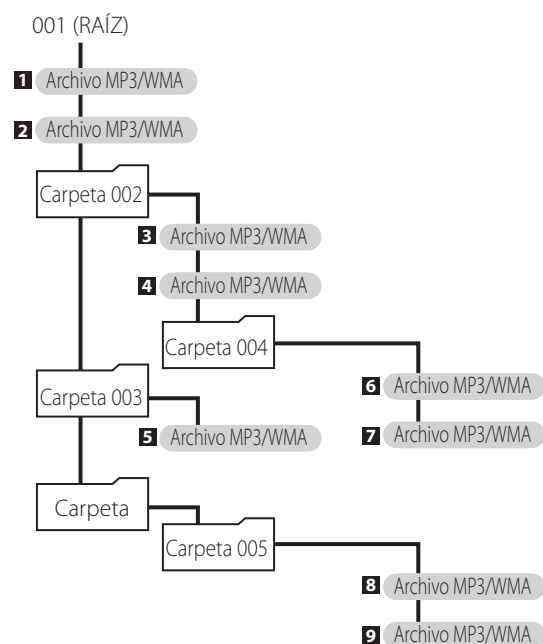 001 (RAÍZ)
1 Archivo MP3/WMA
2 Archivo MP3/WMA
Carpeta 002
3 Archivo MP3/WMA
4 Archivo MP3/WMA
Carpeta 004
6 Archivo MP3/WMA
7 Archivo MP3/WMA
Carpeta 003
5 Archivo MP3/WMA
Carpeta
Carpeta 005
8 Archivo MP3/WMA
9 Archivo MP3/WMA